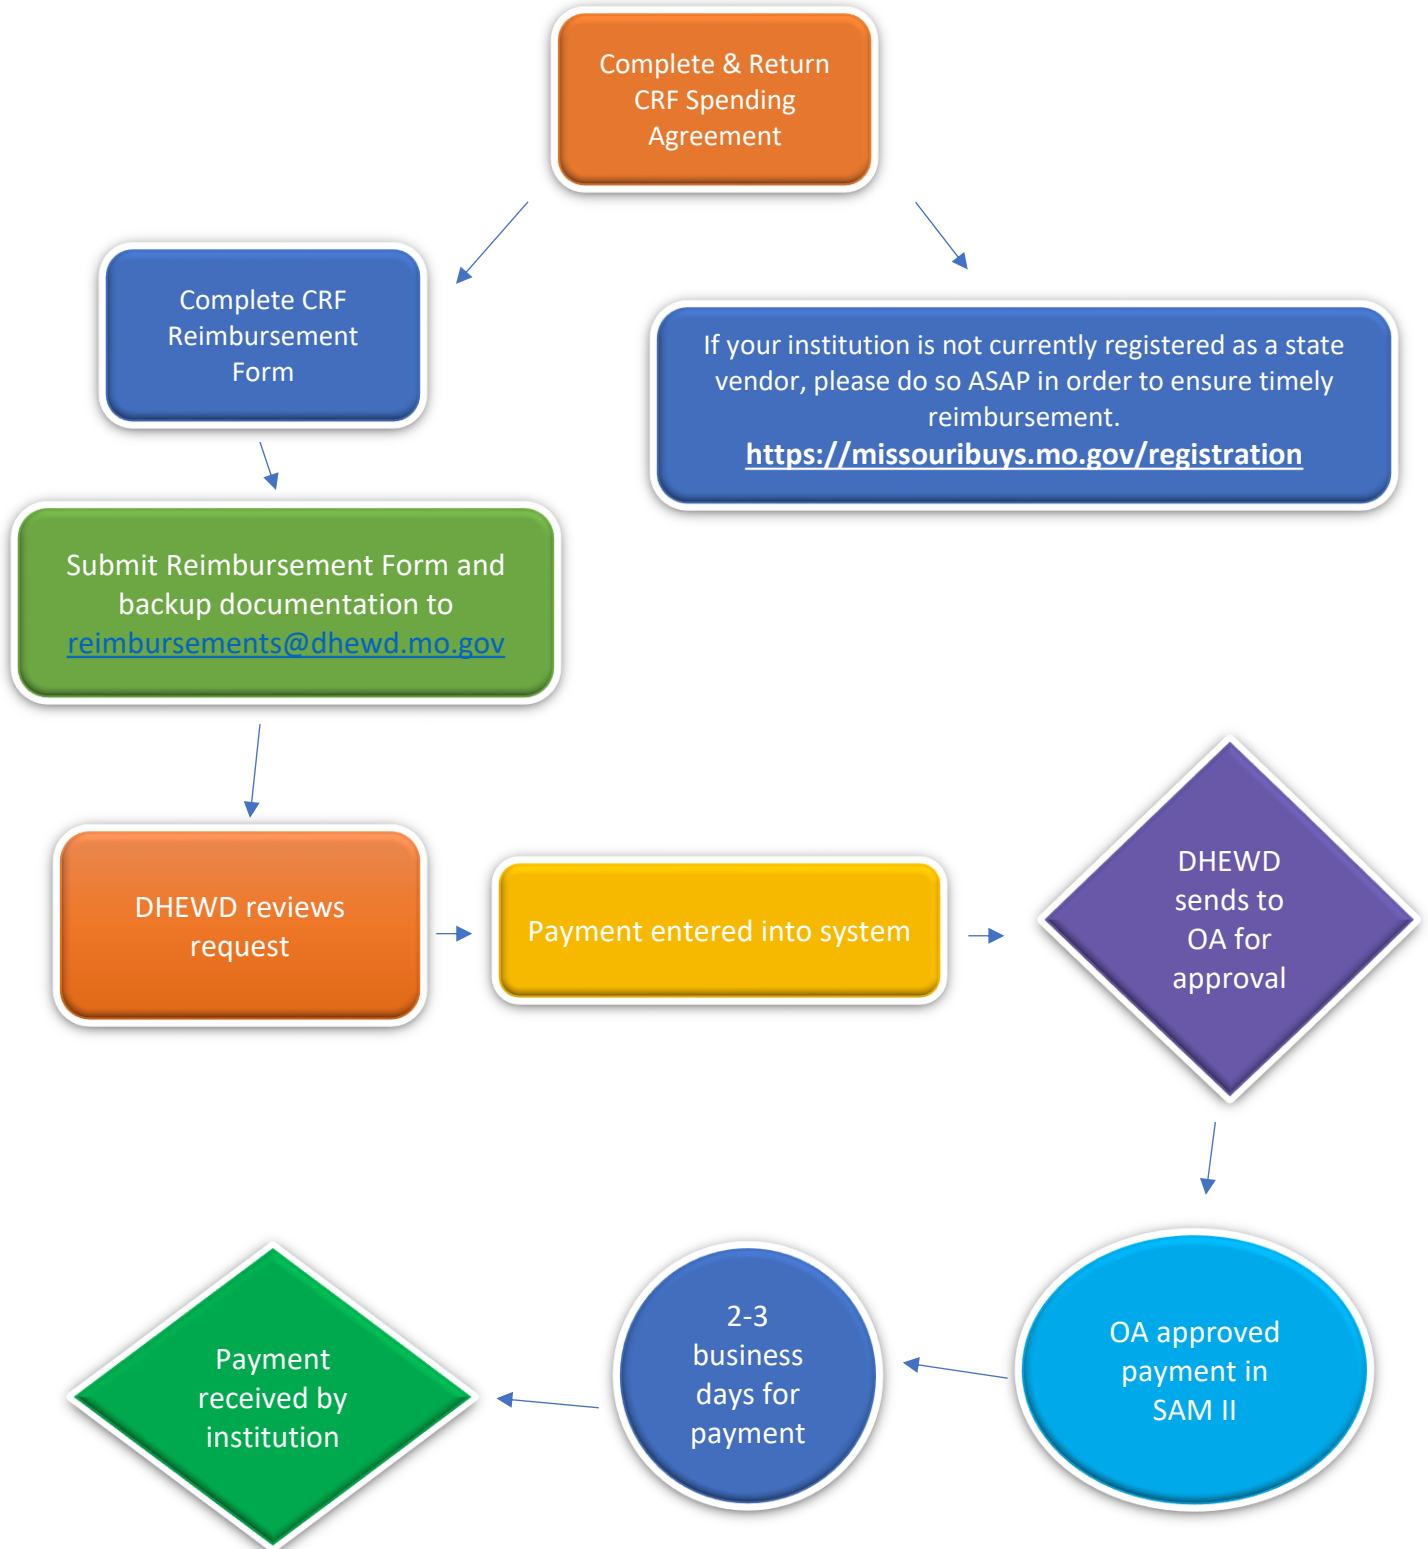 Complete & Return
CRF Spending
Agreement
Complete CRF
Reimbursement
Form
If your institution is not currently registered as a state
vendor, please do so ASAP in order to ensure timely
reimbursement.
https://missouribuys.mo.gov/registration
Submit Reimbursement Form and
backup documentation to
reimbursements@dhewd.mo.gov
DHEWD reviews
request
Payment entered into system
DHEWD
sends to
OA for
approval
OA approved
payment in
SAM II
2-3
business
days for
payment
Payment
received by
institution